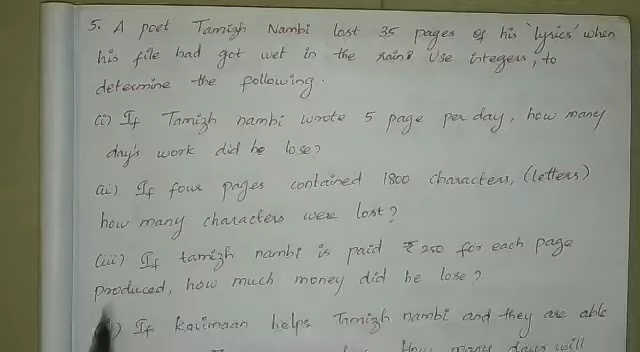 5. A poet Tamizh Nambi lost 35 pages of his 'lyrics' when
his file had got wet in the rain? Use integers, to
determine the following.
(i) If Tamizh nambi wrote 5 page per day, how many
day's work did he lose?
(ii) If four pages contained 1800 characters, (letters)
how many characters were lost?
(iii) If tamizh nambi is paid ₹ 250 for each page
produced, how much money did he lose?
If Kavimaan helps Tamizh nambi and they are able
How many days will